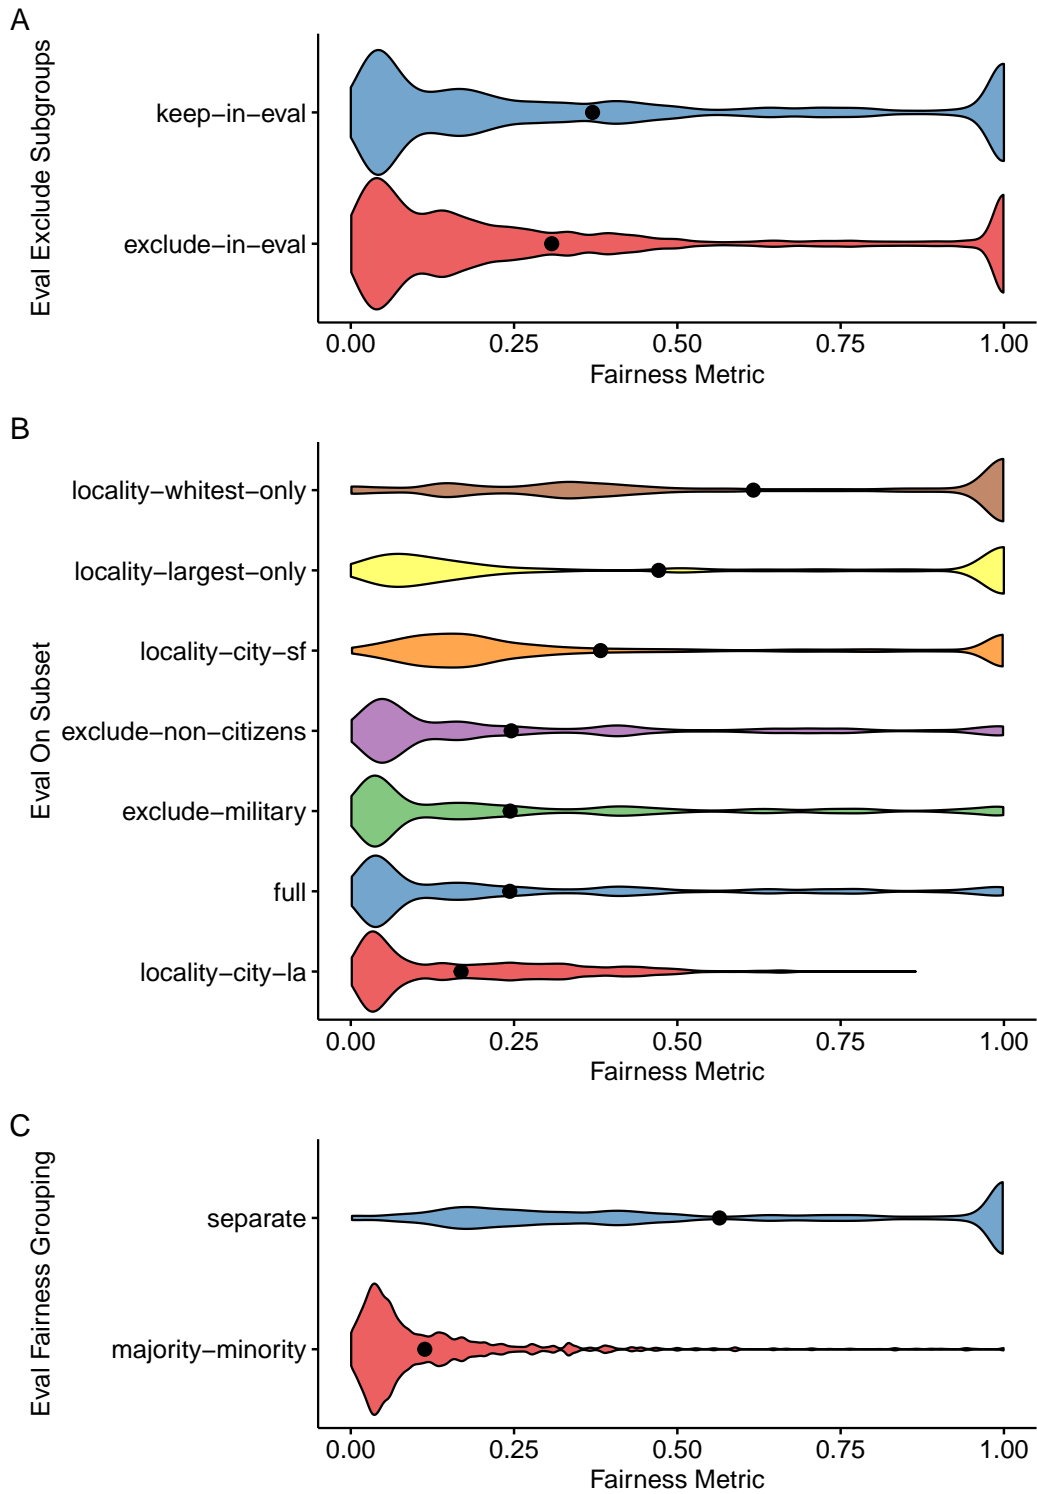 A
Eval Exclude Subgroups
keep−in−eval
exclude−in−eval
0.00 0.25 0.50 0.75 1.00
Fairness Metric
B
Eval On Subset
locality−whitest−only
locality−largest−only
locality−city−sf
exclude−non−citizens
exclude−military
full
locality−city−la
0.00 0.25 0.50 0.75 1.00
Fairness Metric
C
Eval Fairness Grouping
separate
majority−minority
0.00 0.25 0.50 0.75 1.00
Fairness Metric